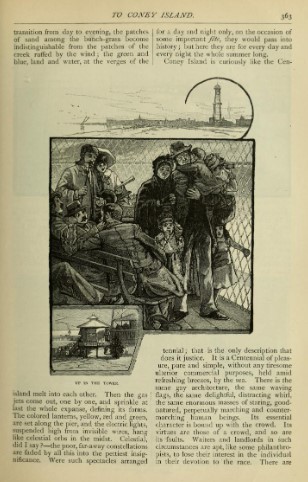 TO CONEY ISLAND.
363
transition from day to evening, the patches
of sand among the bunch-grass become
indistinguishable from the patches of the
creek ruffled by the wind; the green and
blue, land and water, at the verges of the
for a day and night only, on the occasion of
some important fête, they would pass into
history; but here they are for every day and
every night the whole summer long.
Coney Island is curiously like the Cen-
UP IN THE TOWER.
island melt into each other. Then the gas
jets come out, one by one, and sprinkle at
last the whole expanse, defining its forms.
The colored lanterns, yellow, red and green,
are set along the pier, and the electric lights,
suspended high from invisible wires, hang
like celestial orbs in the midst. Celestial,
did I say?—the poor, far-away constellations
are faded by all this into the pettiest insig-
nificance. Were such spectacles arranged
tennial; that is the only description that
does it justice. It is a Centennial of pleas-
ure, pure and simple, without any tiresome
ulterior commercial purposes, held amid
refreshing breezes, by the sea. There is the
same gay architecture, the same waving
flags, the same delightful, distracting whirl,
the same enormous masses of staring, good-
natured, perpetually marching and counter-
marching human beings. Its essential
character is bound up with the crowd. Its
virtues are those of a crowd, and so are
its faults. Waiters and landlords in such
circumstances are apt, like some philanthro-
pists, to lose their interest in the individual
in their devotion to the race. There are